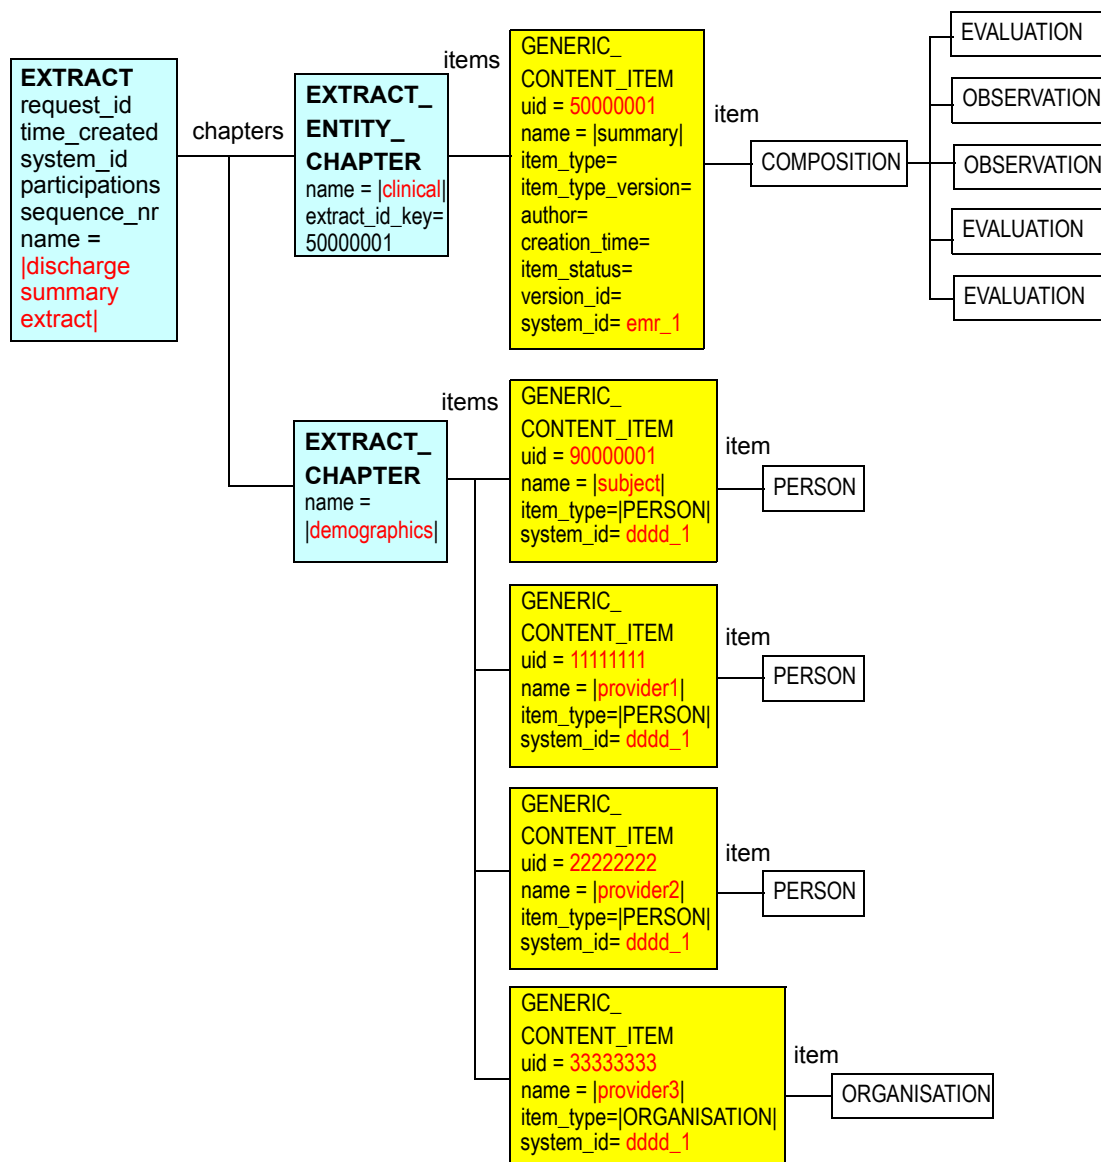 EXTRACT
request_id
time_created
system_id
participations
sequence_nr
name =
|discharge
summary
extract|
chapters
EXTRACT_
ENTITY_
CHAPTER
name = |clinical|
extract_id_key=
50000001
items
GENERIC_
CONTENT_ITEM
uid = 50000001
name = |summary|
item_type=
item_type_version=
author=
creation_time=
item_status=
version_id=
system_id= emr_1
item
COMPOSITION
EVALUATION
OBSERVATION
OBSERVATION
EVALUATION
EVALUATION
EXTRACT_
CHAPTER
name =
|demographics|
items
GENERIC_
CONTENT_ITEM
uid = 90000001
name = |subject|
item_type=|PERSON|
system_id= dddd_1
item
PERSON
GENERIC_
CONTENT_ITEM
uid = 11111111
name = |provider1|
item_type=|PERSON|
system_id= dddd_1
item
PERSON
GENERIC_
CONTENT_ITEM
uid = 22222222
name = |provider2|
item_type=|PERSON|
system_id= dddd_1
item
PERSON
GENERIC_
CONTENT_ITEM
uid = 33333333
name = |provider3|
item_type=|ORGANISATION|
system_id= dddd_1
item
ORGANISATION